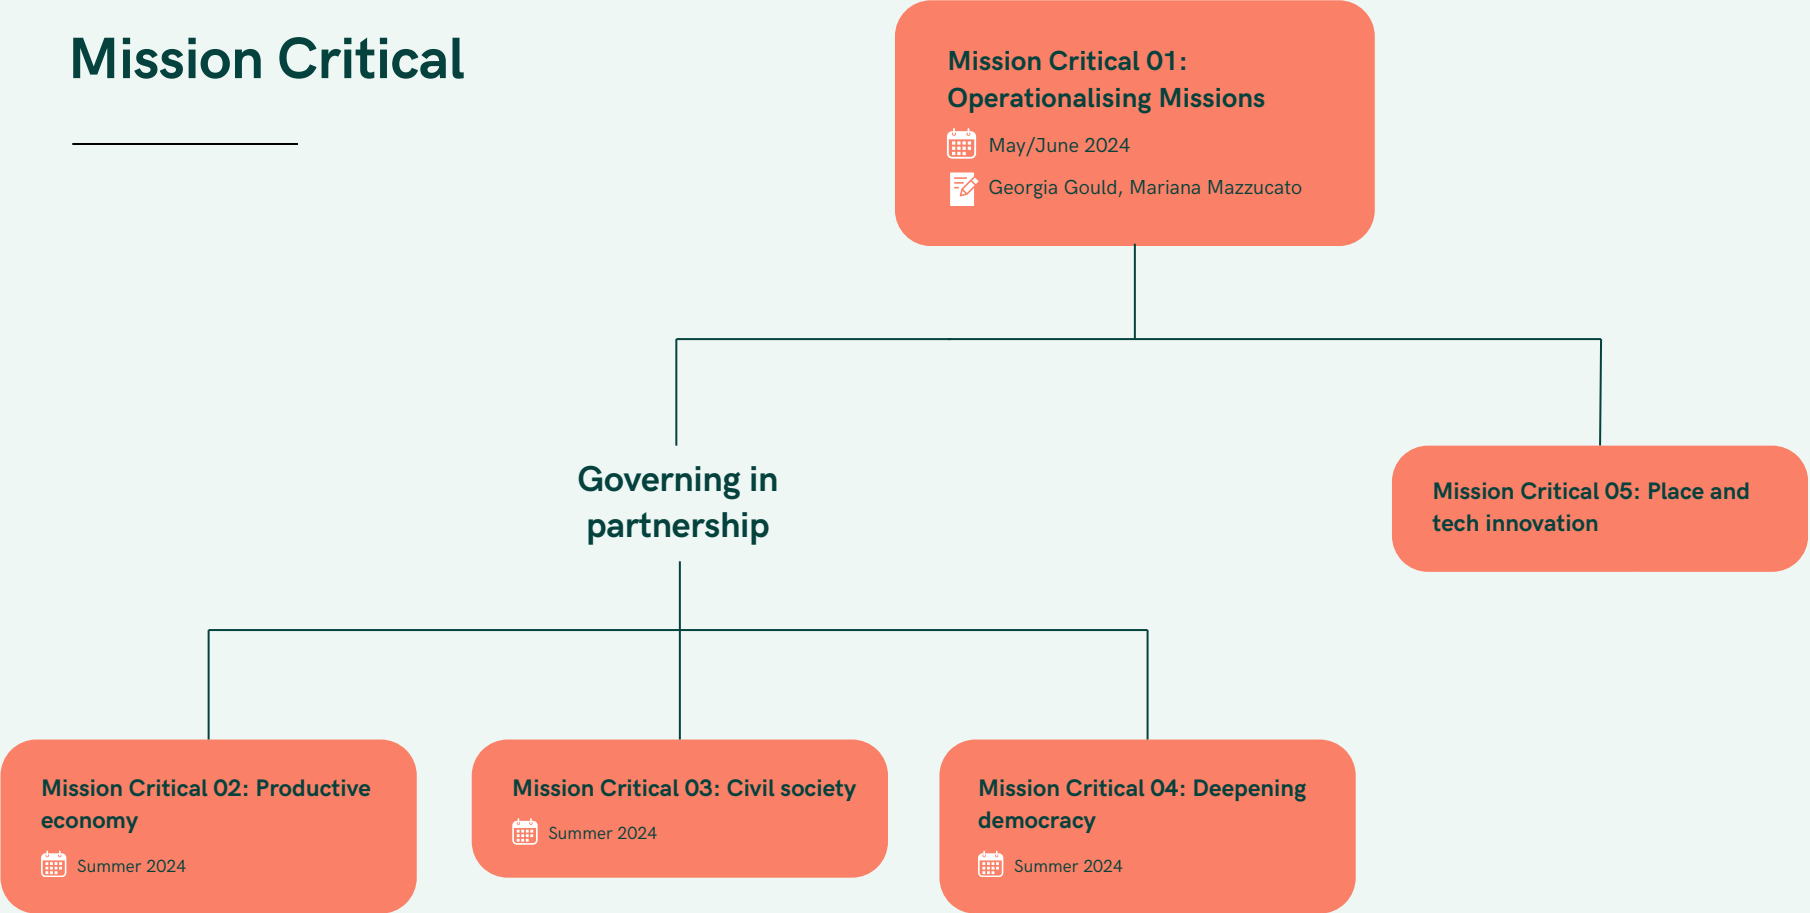 Mission Critical
Mission Critical 01:
Operationalising Missions
May/June 2024
Georgia Gould, Mariana Mazzucato
Governing in
partnership
Mission Critical 05: Place and
tech innovation
Mission Critical 02: Productive
economy
Summer 2024
Mission Critical 03: Civil society
Summer 2024
Mission Critical 04: Deepening
democracy
Summer 2024